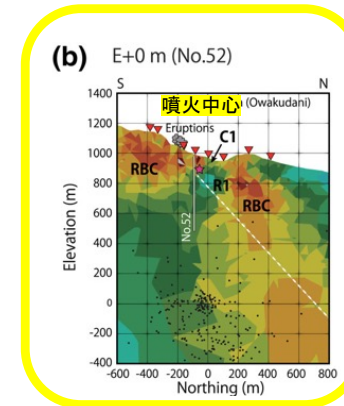 (b) E+0 m (No.52)
S N
1400
噴火中心 (Owakudani)
1200
Eruptions C1
1000
RBC R1
800
RBC
No.52
600
400
200
0
-200
-400
Elevation (m)
-600 -400 -200 0 200 400 600 800
Northing (m)